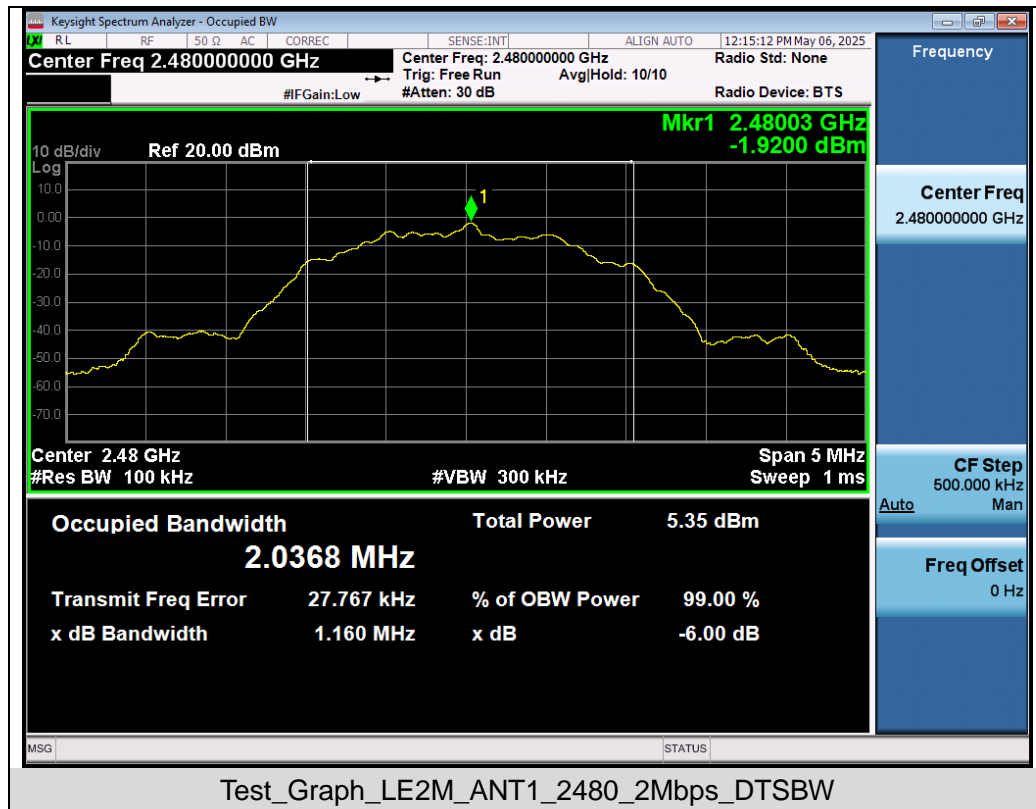 Keysight Spectrum Analyzer - Occupied BW
LXI RL RF 50 Ω AC CORREC SENSE:INT ALIGN AUTO 12:15:12 PM May 06, 2025
Center Freq 2.480000000 GHz
Center Freq: 2.480000000 GHz Radio Std: None
Trig: Free Run Avg|Hold: 10/10
#IFGain:Low #Atten: 30 dB Radio Device: BTS
Frequency
Mkr1 2.48003 GHz
-1.9200 dBm
10 dB/div Ref 20.00 dBm
Log
10.0
0.00
-10.0
-20.0
-30.0
-40.0
-50.0
-60.0
-70.0
1
Center 2.48 GHz Span 5 MHz
#Res BW 100 kHz #VBW 300 kHz Sweep 1 ms
Center Freq
2.480000000 GHz
CF Step
500.000 kHz
Auto Man
Freq Offset
0 Hz
Occupied Bandwidth Total Power 5.35 dBm
2.0368 MHz
Transmit Freq Error 27.767 kHz % of OBW Power 99.00 %
x dB Bandwidth 1.160 MHz x dB -6.00 dB
MSG STATUS
Test_Graph_LE2M_ANT1_2480_2Mbps_DTSBW